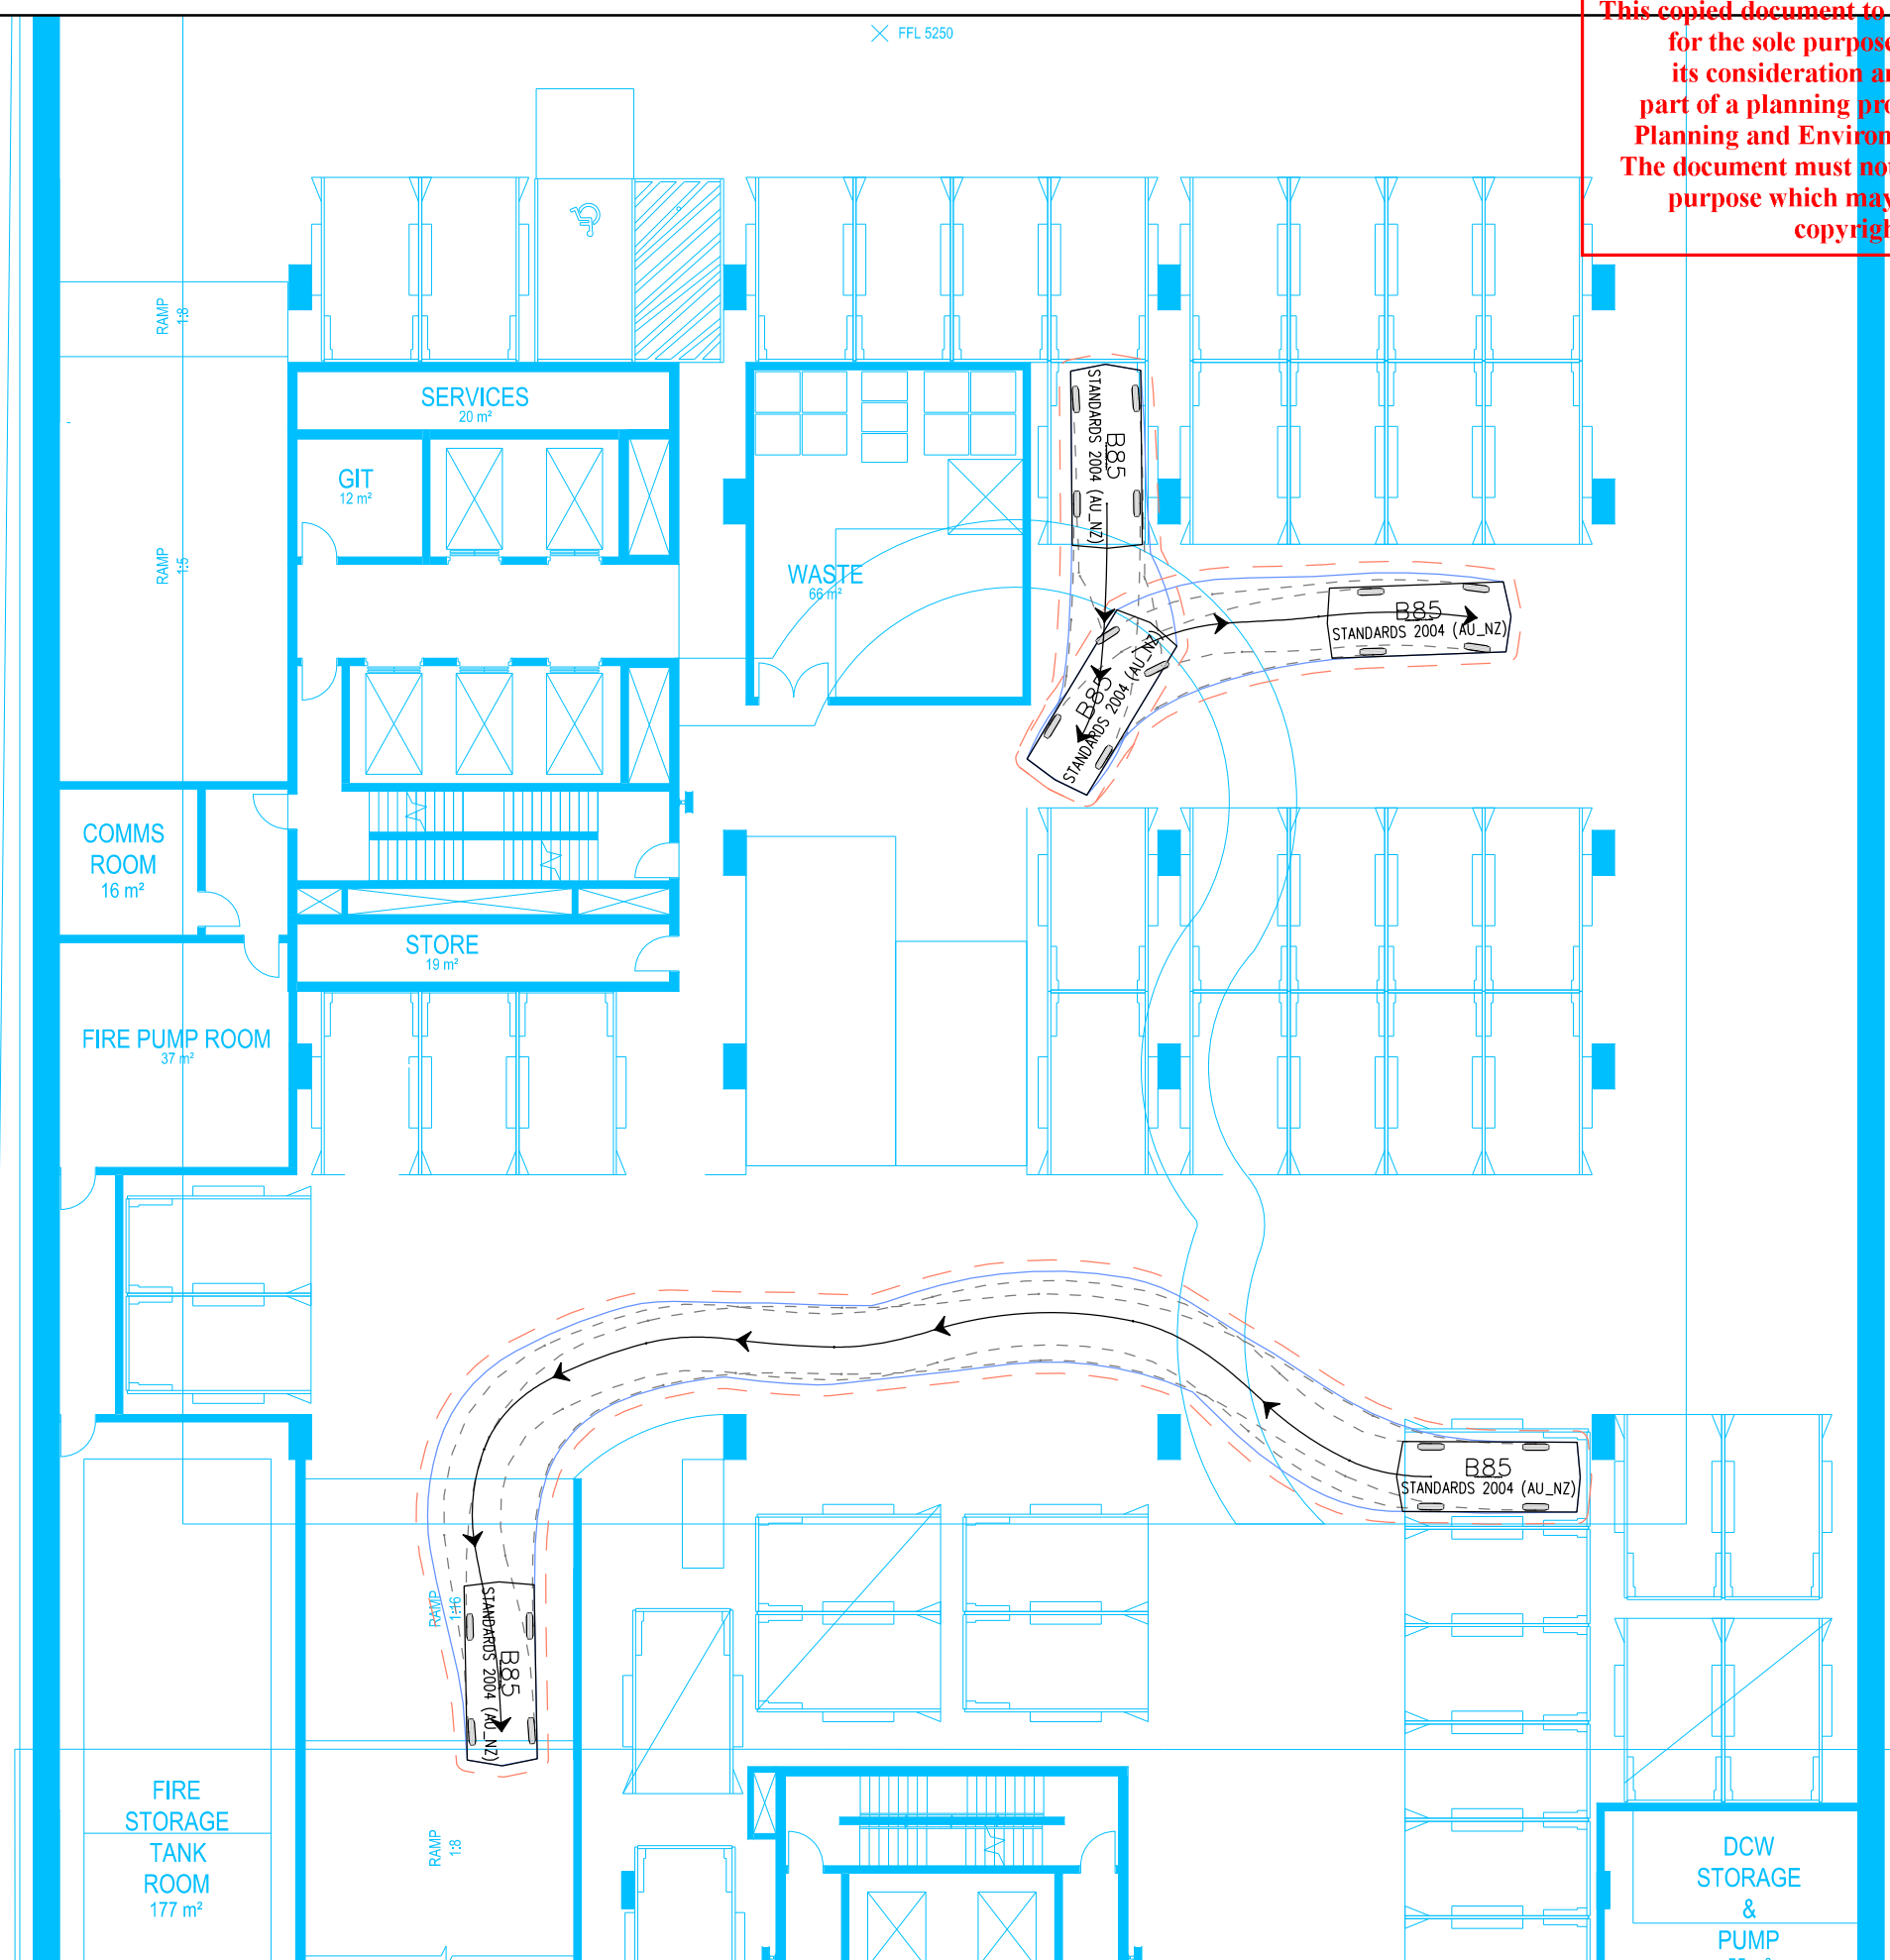 This copied document to
for the sole purpose
its consideration
part of a planning
Planning and
The document must
purpose which may
FFL 5250
RAMP
1:8
SERVICES
20 m²
GIT
12 m²
RAMP
1:5
WASTE
66 m²
B85
STANDARDS 2004 (AU_NZ)
B85
STANDARDS 2004 (AU_NZ)
B85
STANDARDS 2004 (AU_NZ)
COMMS
ROOM
16 m²
STORE
19 m²
FIRE PUMP ROOM
37 m²
B85
STANDARDS 2004 (AU_NZ)
RAMP
1:16
B85
STANDARDS 2004 (AU_NZ)
FIRE
STORAGE
TANK
ROOM
177 m²
RAMP
1:8
DCW
STORAGE
&
PUMP